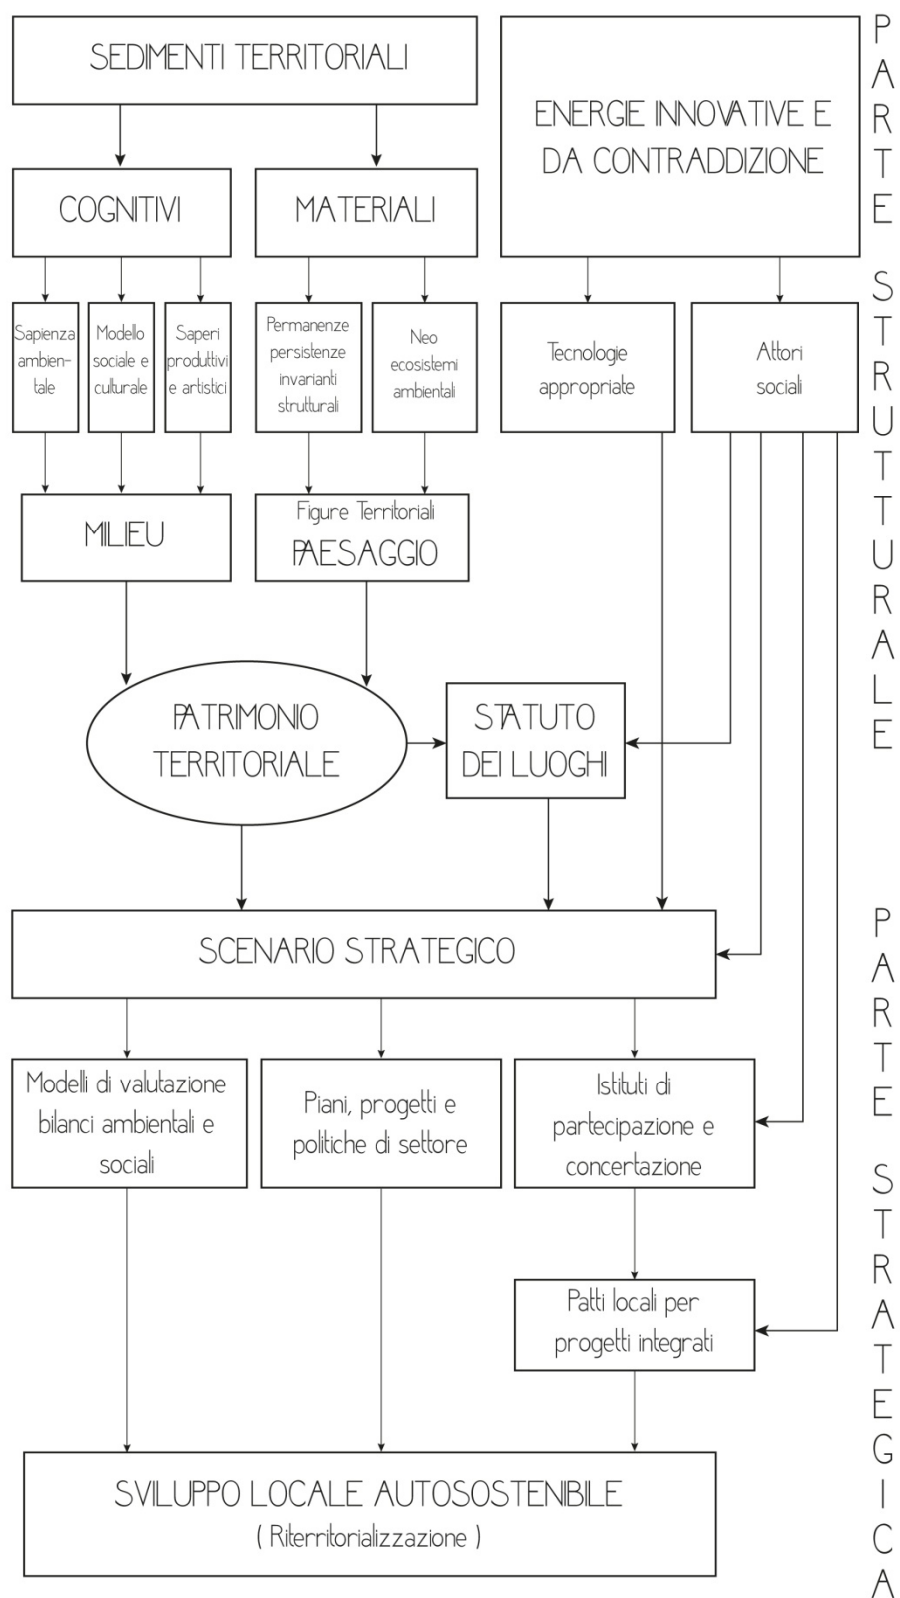 SEDIMENTI TERRITORIALI
ENERGIE INNOVATIVE E
DA CONTRADDIZIONE
COGNITIVI
MATERIALI
Sapienza
ambien-
tale
Modello
sociale e
culturale
Saperi
produttivi
e artistici
Permanenze
persistenze
invarianti
strutturali
Neo
ecosistemi
ambientali
Tecnologie
appropriate
Attori
sociali
MILIEU
Figure Territoriali
PAESAGGIO
PATRIMONIO
TERRITORIALE
STATUTO
DEI LUOGHI
PARTE STRUTTURALE
SCENARIO STRATEGICO
Modelli di valutazione
bilanci ambientali e
sociali
Piani, progetti e
politiche di settore
Istituti di
partecipazione e
concertazione
Patti locali per
progetti integrati
SVILUPPO LOCALE AUTOSOSTENIBILE
( Riterritorializzazione )
PARTE STRATEGICA